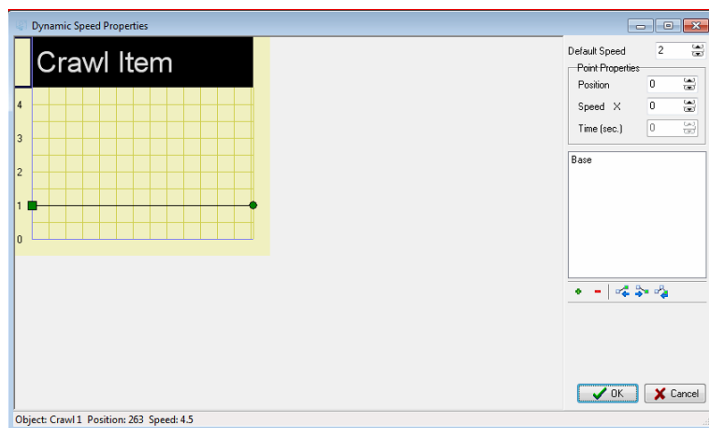 Dynamic Speed Properties
Crawl Item
4
3
2
1
0
Default Speed 2
Point Properties
Position 0
Speed X 0
Time (sec.) 0
Base
OK
Cancel
Object: Crawl 1 Position: 263 Speed: 4.5